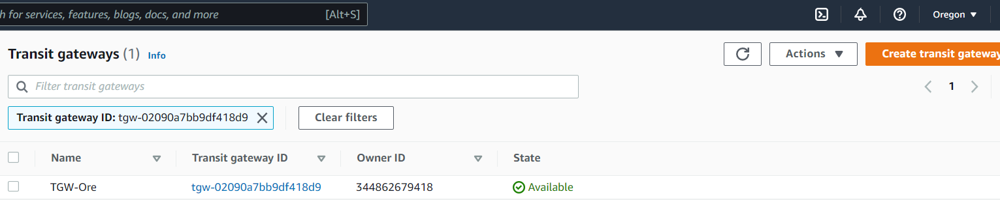 h for services, features, blogs, docs, and more [Alt+S] Oregon
Transit gateways (1) Info Actions Create transit gateway
Filter transit gateways 1
Transit gateway ID: tgw-02090a7bb9df418d9 Clear filters
Name Transit gateway ID Owner ID State
TGW-Ore tgw-02090a7bb9df418d9 344862679418 Available